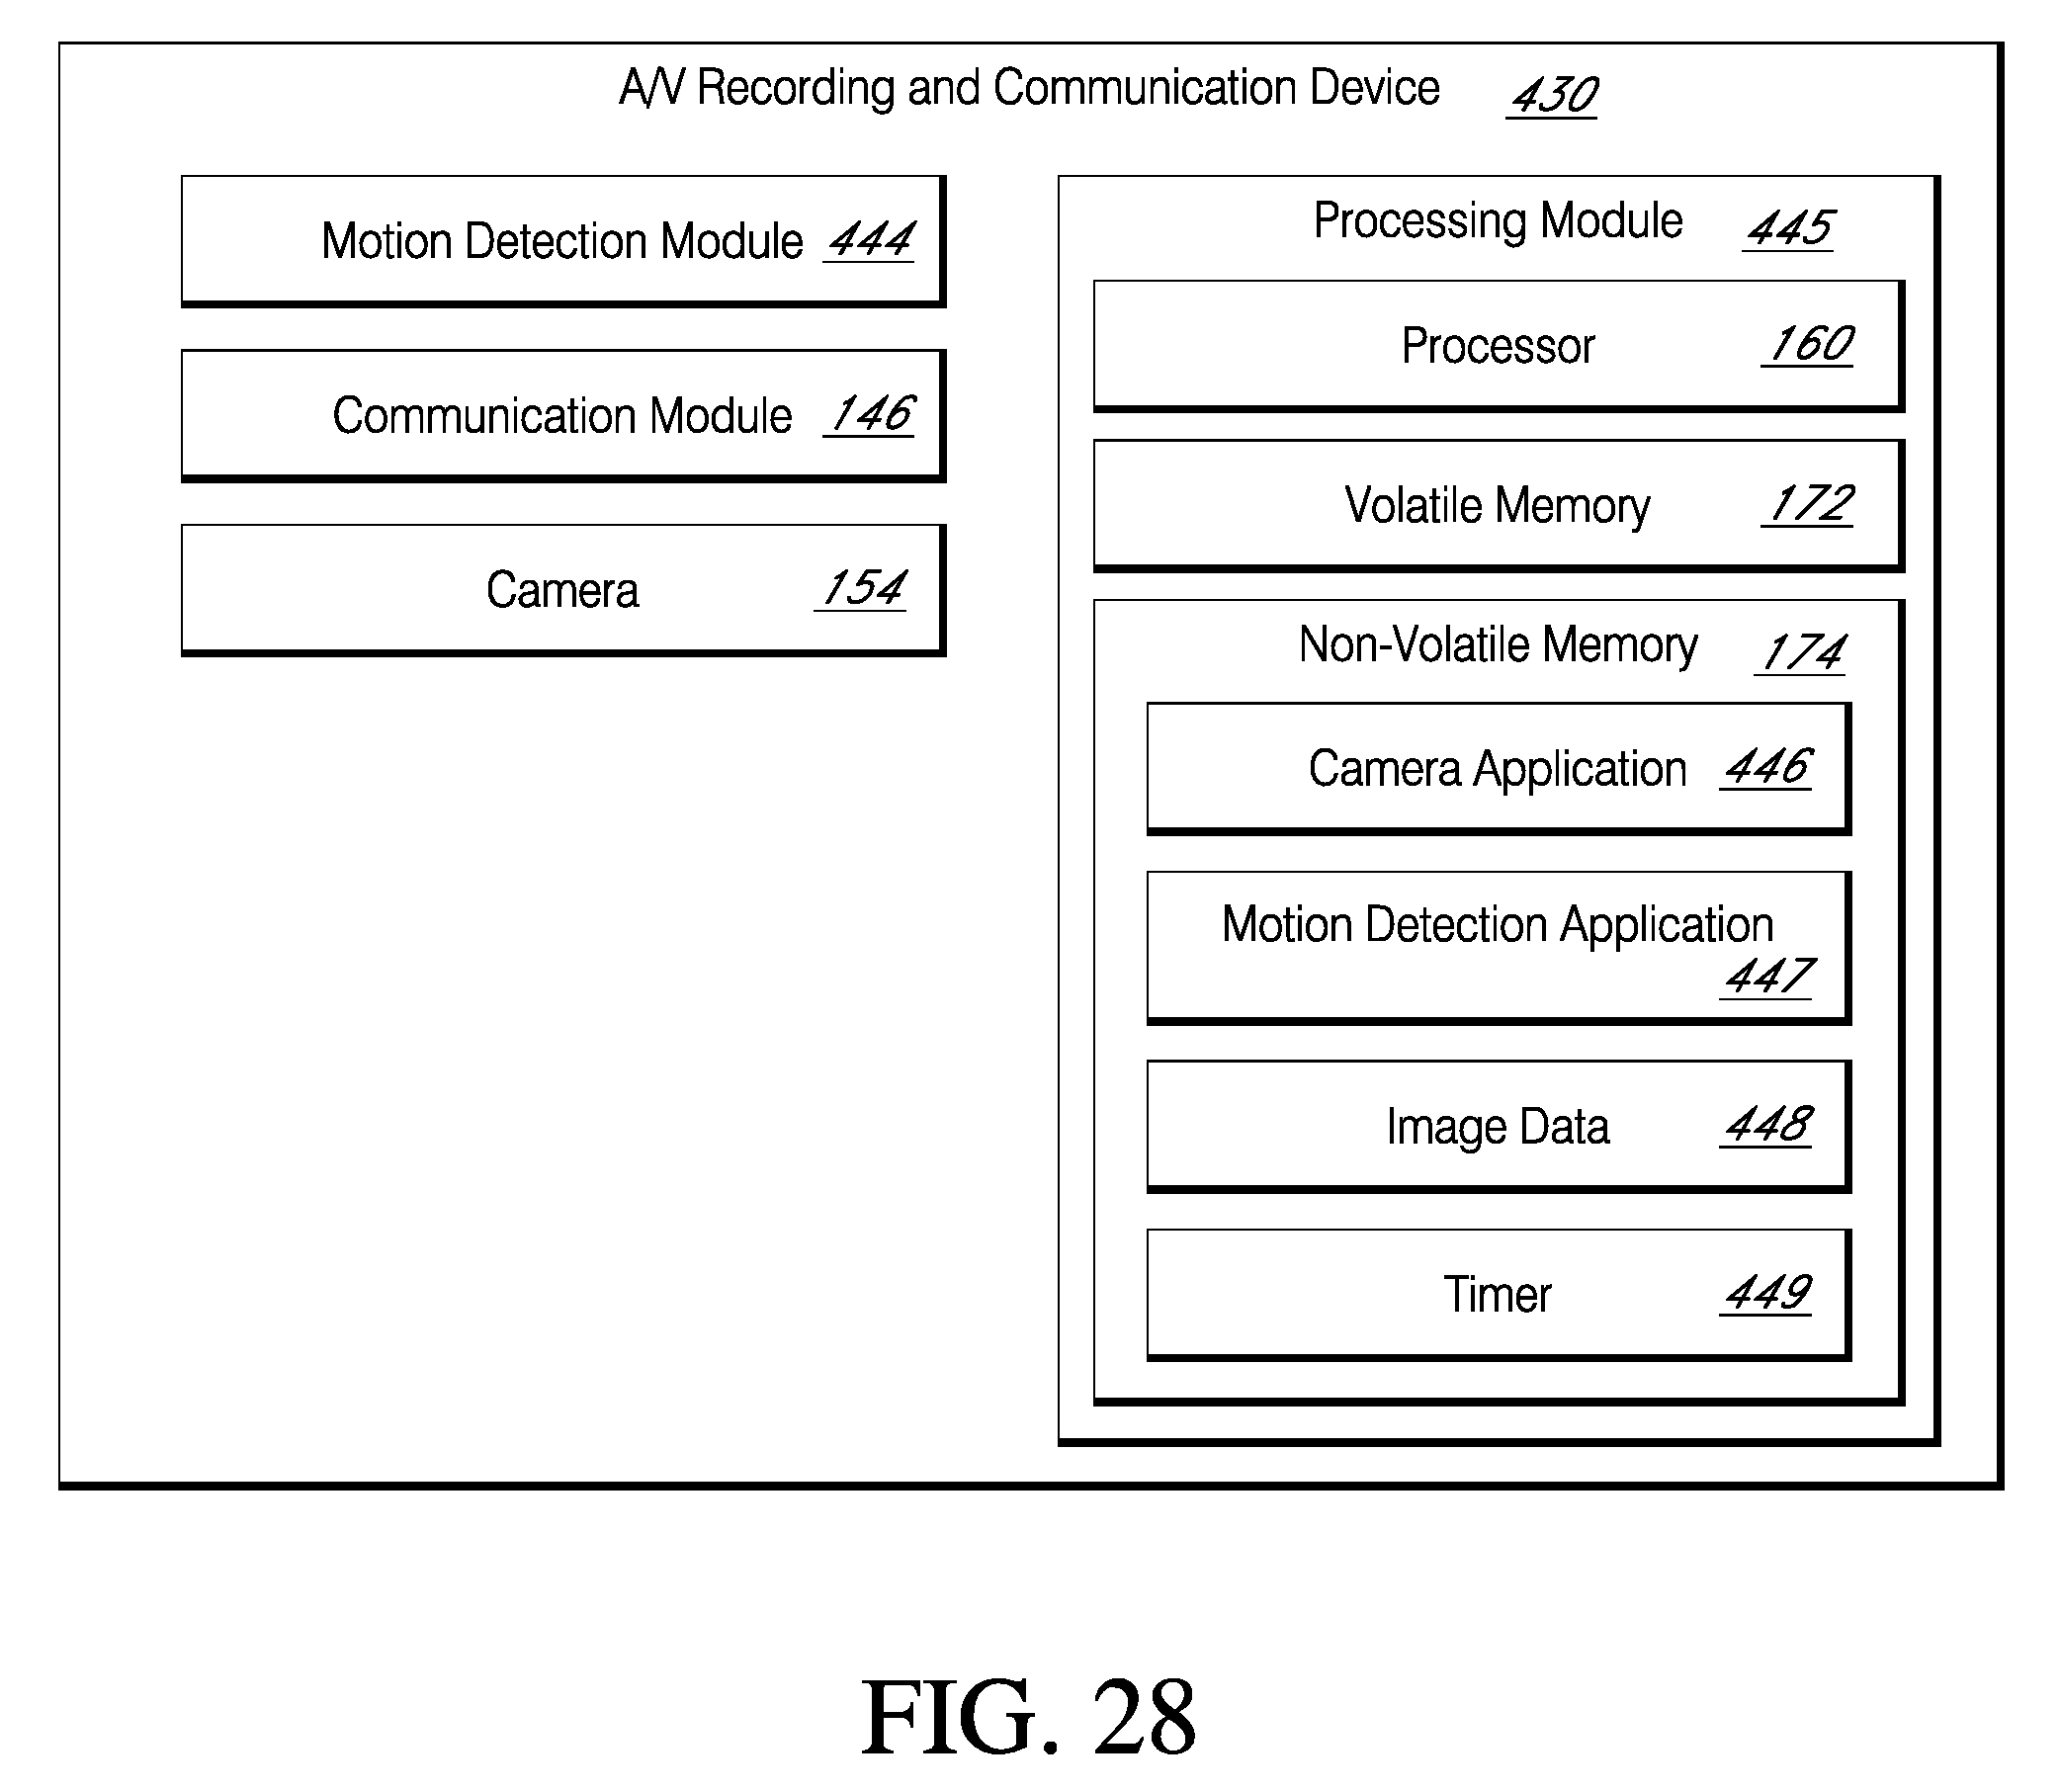 A/V Recording and Communication Device 430
Motion Detection Module 444
Communication Module 146
Camera 154
Processing Module 445
Processor 160
Volatile Memory 172
Non-Volatile Memory 174
Camera Application 446
Motion Detection Application
447
Image Data 448
Timer 449
FIG. 28